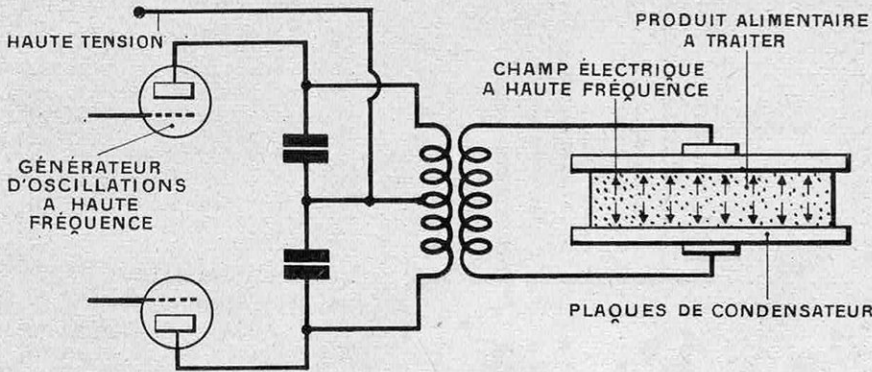 HAUTE TENSION
GÉNÉRATEUR
D'OSCILLATIONS
A HAUTE
FRÉQUENCE
CHAMP ÉLECTRIQUE
A HAUTE FRÉQUENCE
PRODUIT ALIMENTAIRE
A TRAITER
PLAQUES DE CONDENSATEUR